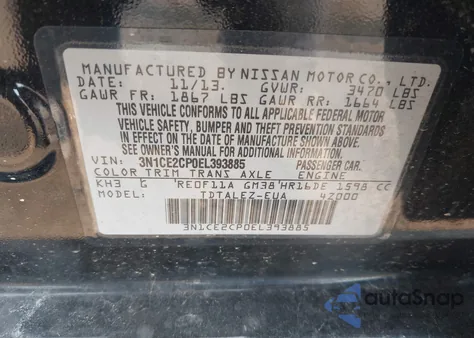 MANUFACTURED BY NISSAN MOTOR CO., LTD.
DATE: 11/13. GVWR: 3470 LBS
GAWR FR: 1867 LBS GAWR RR: 1664 LBS
THIS VEHICLE CONFORMS TO ALL APPLICABLE FEDERAL MOTOR
VEHICLE SAFETY, BUMPER AND THEFT PREVENTION STANDARDS
IN EFFECT ON THE DATE OF MANUFACTURE SHOWN ABOVE.
SEE OWNER'S MANUAL FOR ADDITIONAL INFORMATION.
VIN: 3N1CE2CP0EL393885 PASSENGER CAR.
COLOR TRIM TRANS AXLE ENGINE
KH3 G RE0F11A GM38 HR16DE 1598 CC
MODEL: TDTALEZ-EUA 42000
3N1CE2CP0EL393885
autoSnap